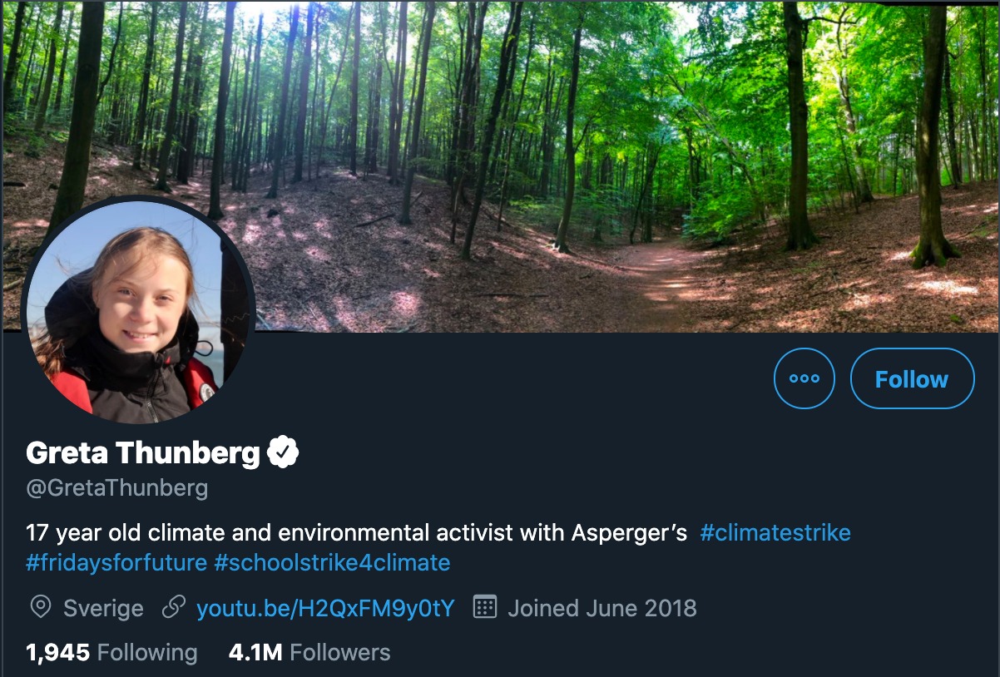 Follow
Greta Thunberg
@GretaThunberg
17 year old climate and environmental activist with Asperger’s #climatestrike
#fridaysforfuture #schoolstrike4climate
Sverige youtu.be/H2QxFM9y0tY Joined June 2018
1,945 Following 4.1M Followers